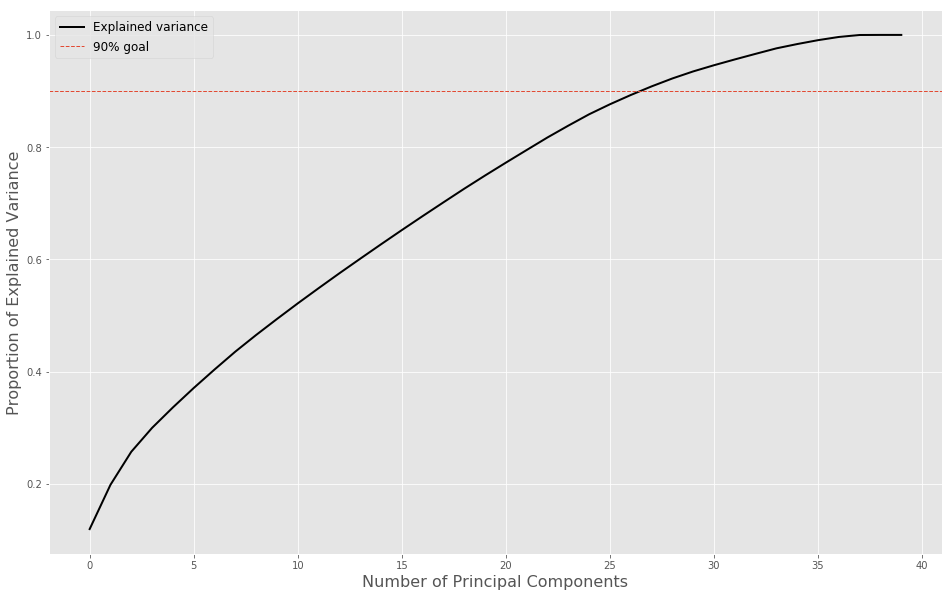 Explained variance
90% goal
1.0
0.8
0.6
0.4
0.2
Proportion of Explained Variance
0 5 10 15 20 25 30 35 40
Number of Principal Components